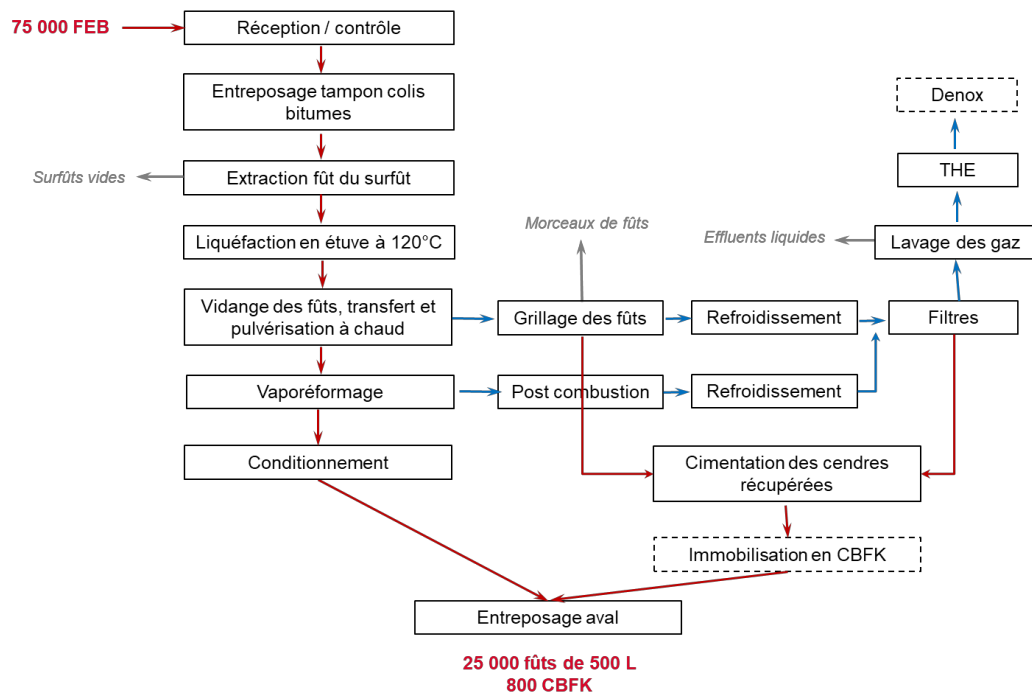 75 000 FEB
Réception / contrôle
Entreposage tampon colis
bitumes
Denox
THE
Surfûts vides
Extraction fût du surfût
Morceaux de fûts
Effluents liquides
Liquéfaction en étuve à 120°C
Lavage des gaz
Vidange des fûts, transfert et
pulvérisation à chaud
Grillage des fûts
Refroidissement
Filtres
Vaporéformage
Post combustion
Refroidissement
Conditionnement
Cimentation des cendres
récupérées
Immobilisation en CBFK
Entreposage aval
25 000 fûts de 500 L
800 CBFK